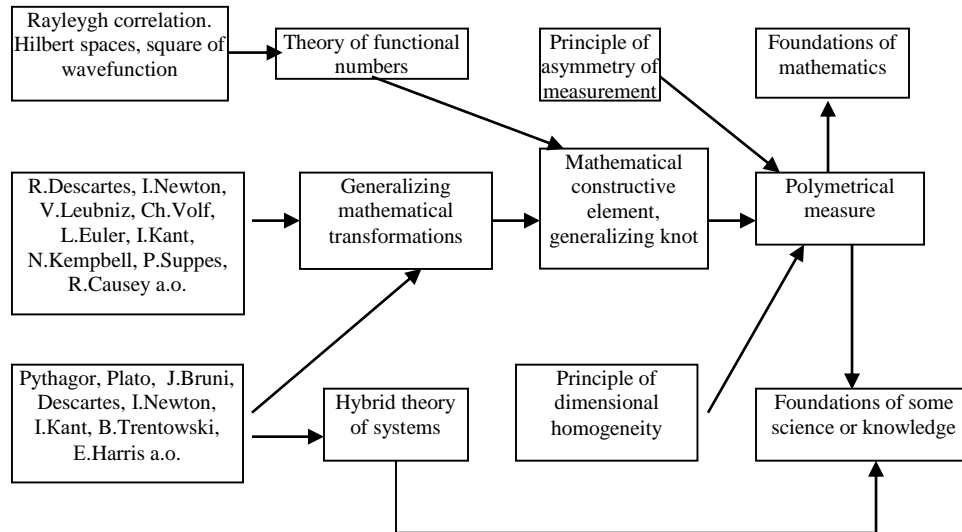 Rayleygh correlation.
Hilbert spaces, square of
wavefunction
Theory of functional
numbers
Principle of
asymmetry of
measurement
Foundations of
mathematics
R.Descartes, I.Newton,
V.Leubniz, Ch.Volf,
L.Euler, I.Kant,
N.Kempbell, P.Suppes,
R.Causey a.o.
Generalizing
mathematical
transformations
Mathematical
constructive
element,
generalizing knot
Polymetrical
measure
Pythagor, Plato, J.Bruni,
Descartes, I.Newton,
I.Kant, B.Trentowski,
E.Harris a.o.
Hybrid theory
of systems
Principle of
dimensional
homogeneity
Foundations of some
science or knowledge